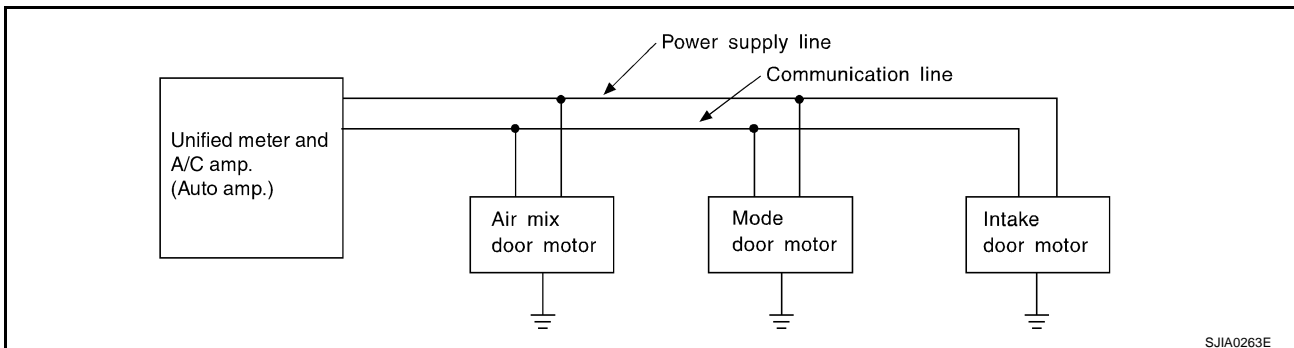 Power supply line
Communication line
Unified meter and
A/C amp.
(Auto amp.)
Air mix
door motor
Mode
door motor
Intake
door motor
SJIA0263E